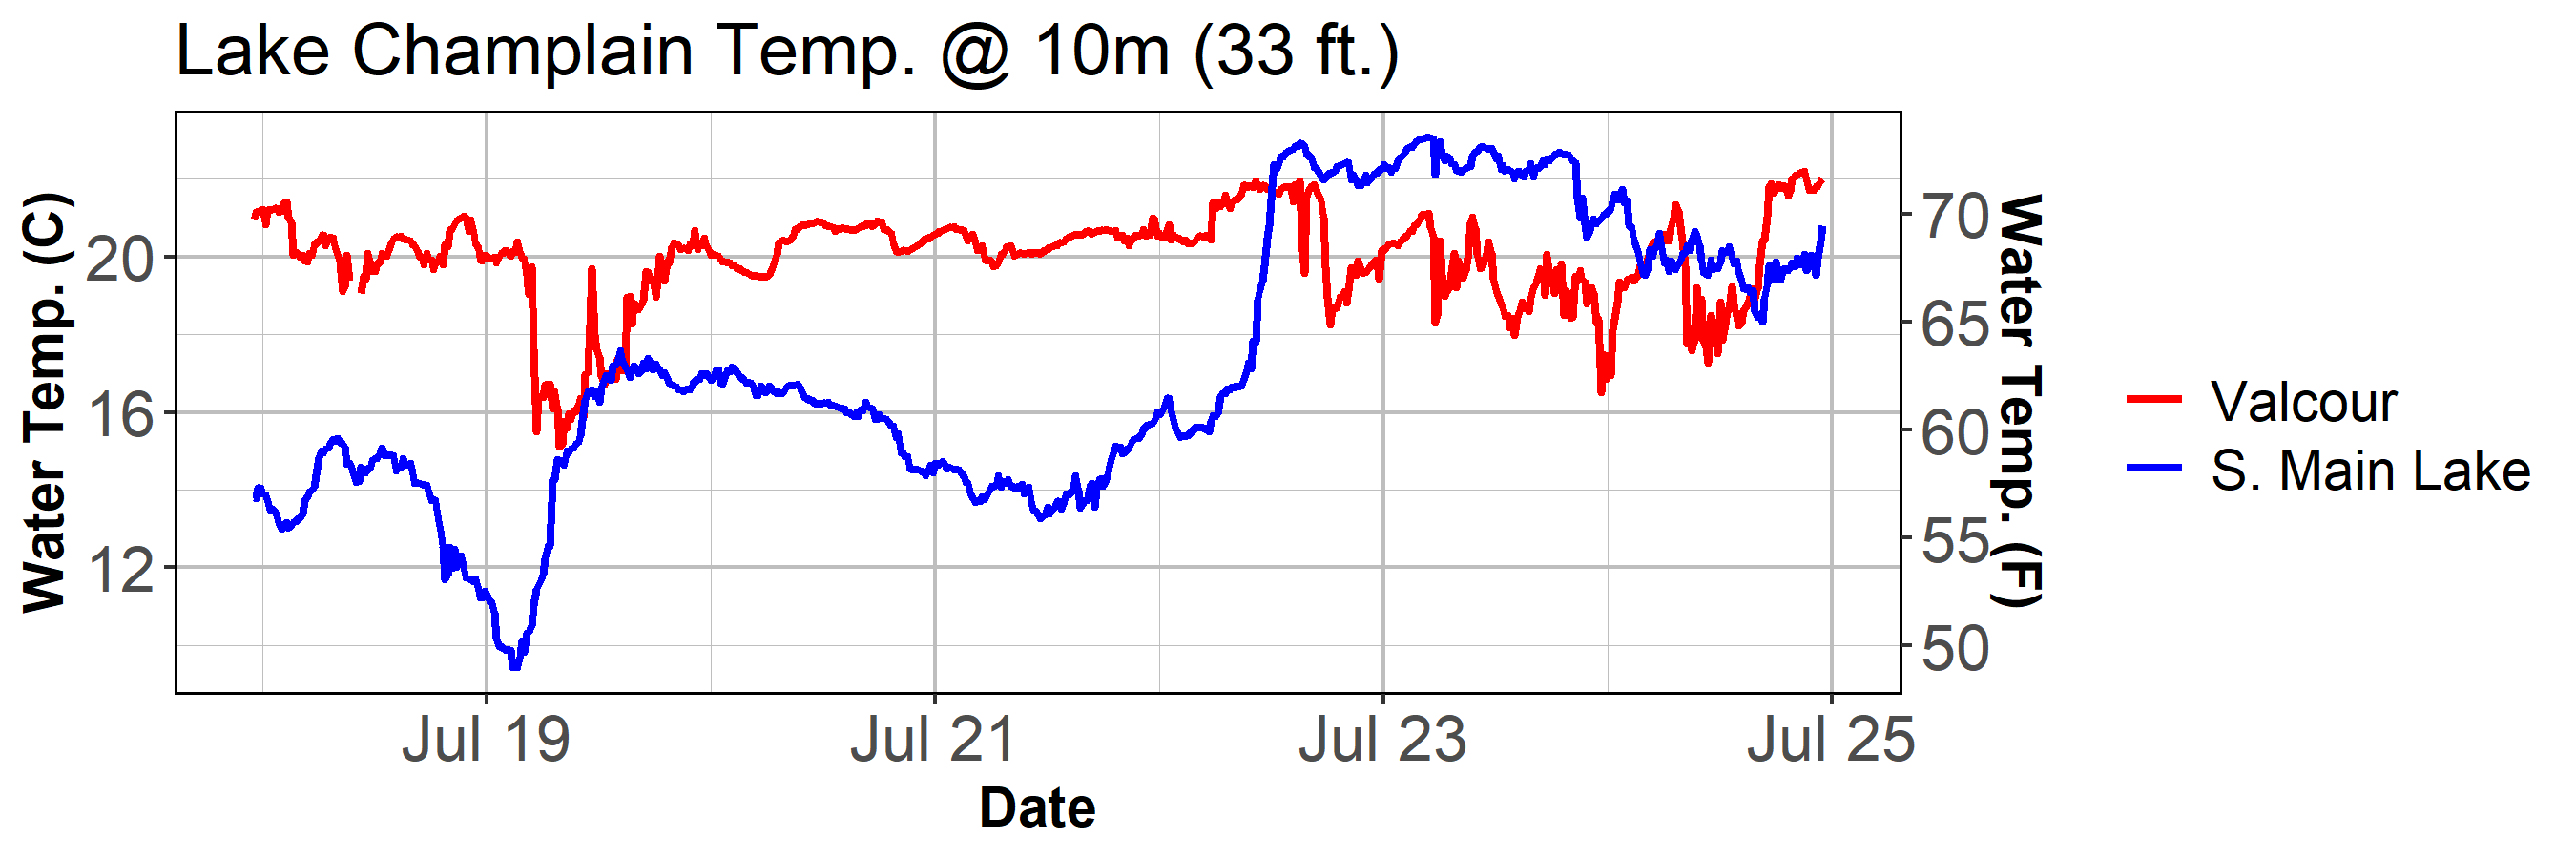 Lake Champlain Temp. @ 10m (33 ft.)
Water Temp. (C)
20
16
12
70
65
60
55
50
Water Temp. (F)
Jul 19
Jul 21
Jul 23
Jul 25
Date
Valcour
S. Main Lake